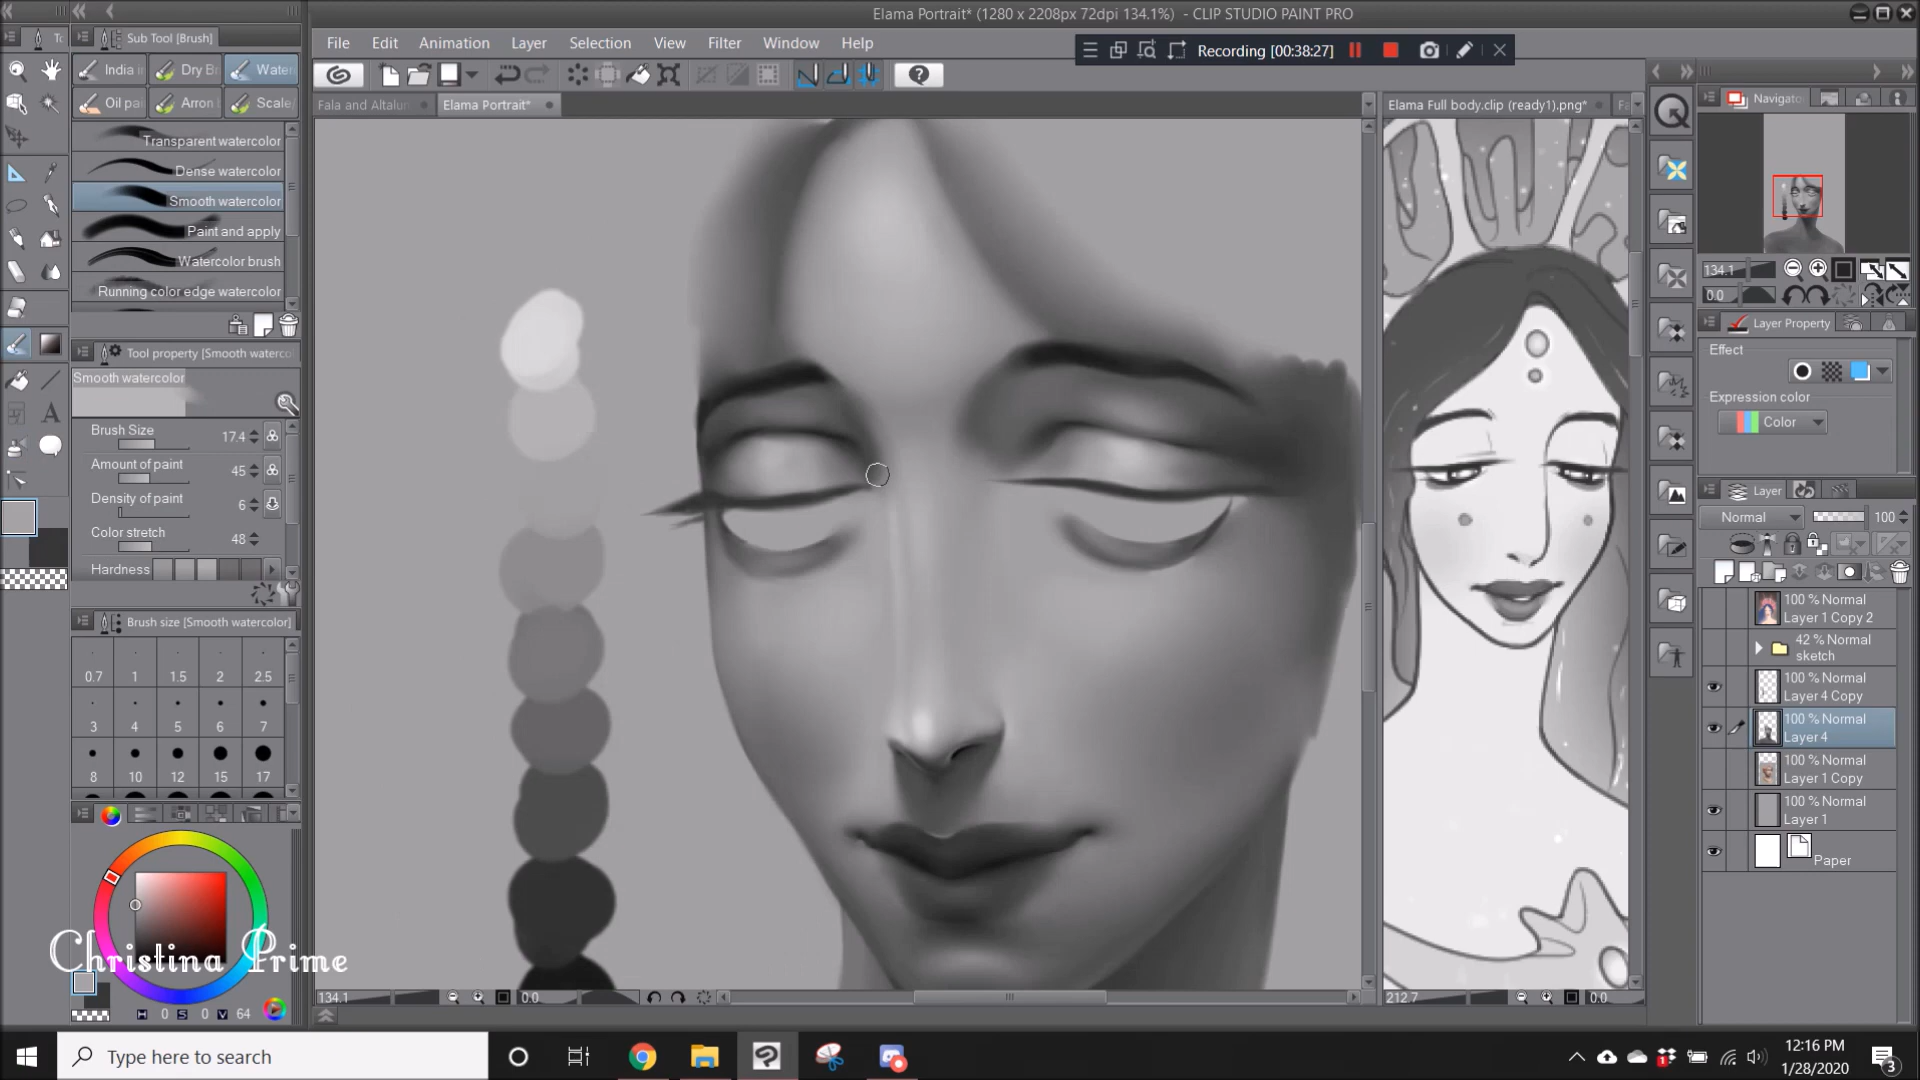 Elama Portrait* (1280 x 2208px 72dpi 134.1%) - CLIP STUDIO PAINT PRO
Sub Tool [Brush]
File Edit Animation Layer Selection View Filter Window Help
Recording [00:38:27]
India i Dry B Water
Oil pa Arron Scale
Fala and Altalu Elama Portrait*
Elama Full body.clip (ready1).png*
Navigato
Transparent watercolor
Dense watercolor
Smooth watercolor
Paint and apply
Watercolor brush
Running color edge watercolor
134.1
0.0
Layer Property
Effect
Expression color
Color
Tool property [Smooth waterco
Smooth watercolor
Brush Size 17.4
Amount of paint 45
Density of paint 6
Color stretch 48
Hardness
Brush size [Smooth watercolor]
0.7 1 1.5 2 2.5
3 4 5 6 7
8 10 12 15 17
Layer
Normal 100
100 % Normal
Layer 1 Copy 2
42 % Normal
sketch
100 % Normal
Layer 4 Copy
100 % Normal
Layer 4
100 % Normal
Layer 1 Copy
100 % Normal
Layer 1
Paper
Christina Prime
H 0 S 0 V 64
134.1 0.0
212.7 0.0
Type here to search
12:16 PM
1/28/2020
1
3